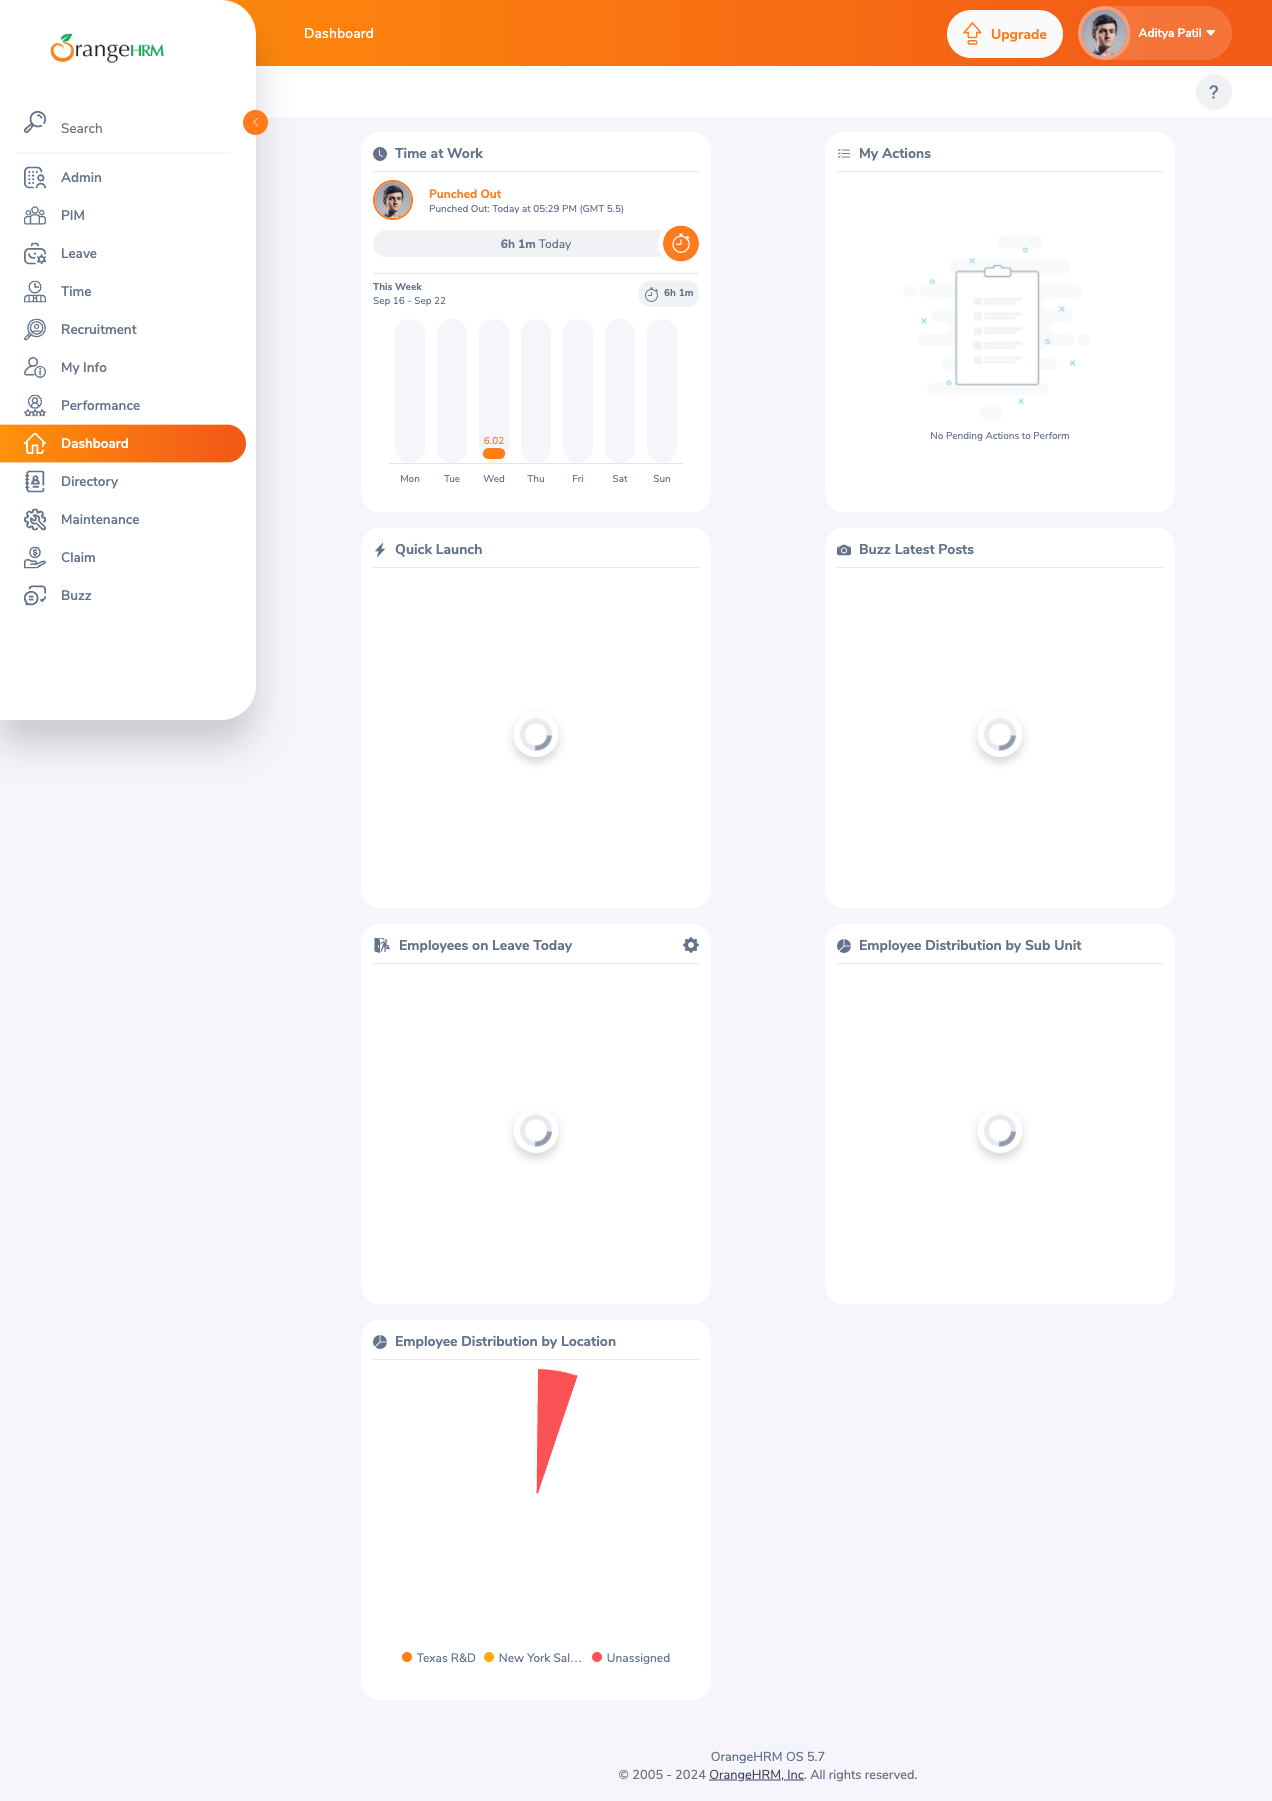 OrangeHRM
Dashboard
Upgrade
Aditya Patil
?
Search
Admin
PIM
Leave
Time
Recruitment
My Info
Performance
Dashboard
Directory
Maintenance
Claim
Buzz
Time at Work
Punched Out
Punched Out: Today at 05:29 PM (GMT 5.5)
6h 1m Today
This Week
Sep 16 - Sep 22
6h 1m
6.02
Mon Tue Wed Thu Fri Sat Sun
My Actions
No Pending Actions to Perform
Quick Launch
Buzz Latest Posts
Employees on Leave Today
Employee Distribution by Sub Unit
Employee Distribution by Location
Texas R&D New York Sal... Unassigned
OrangeHRM OS 5.7
© 2005 - 2024 OrangeHRM, Inc. All rights reserved.